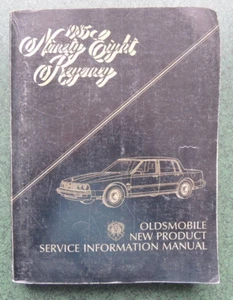 1985
Ninety Eight
Regency
OLDSMOBILE
NEW PRODUCT
SERVICE INFORMATION MANUAL